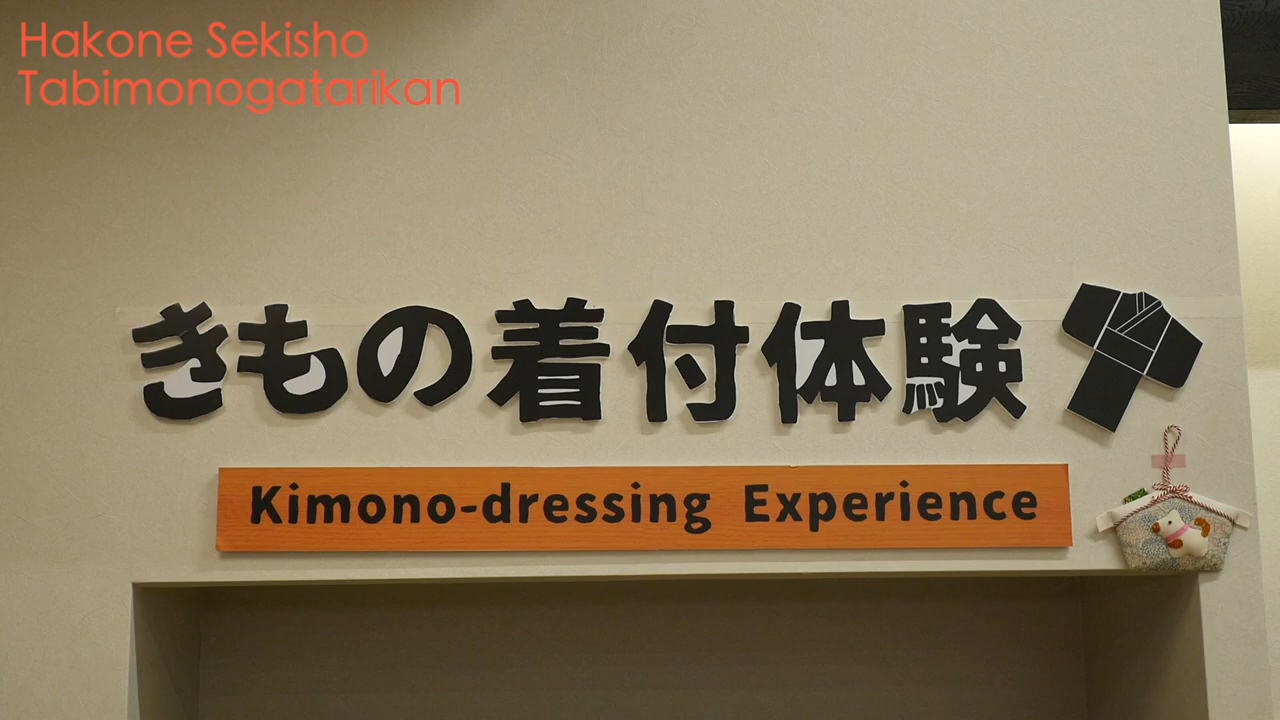 Hakone Sekisho
Tabimonogatarikan
きもの着付体験
Kimono-dressing Experience